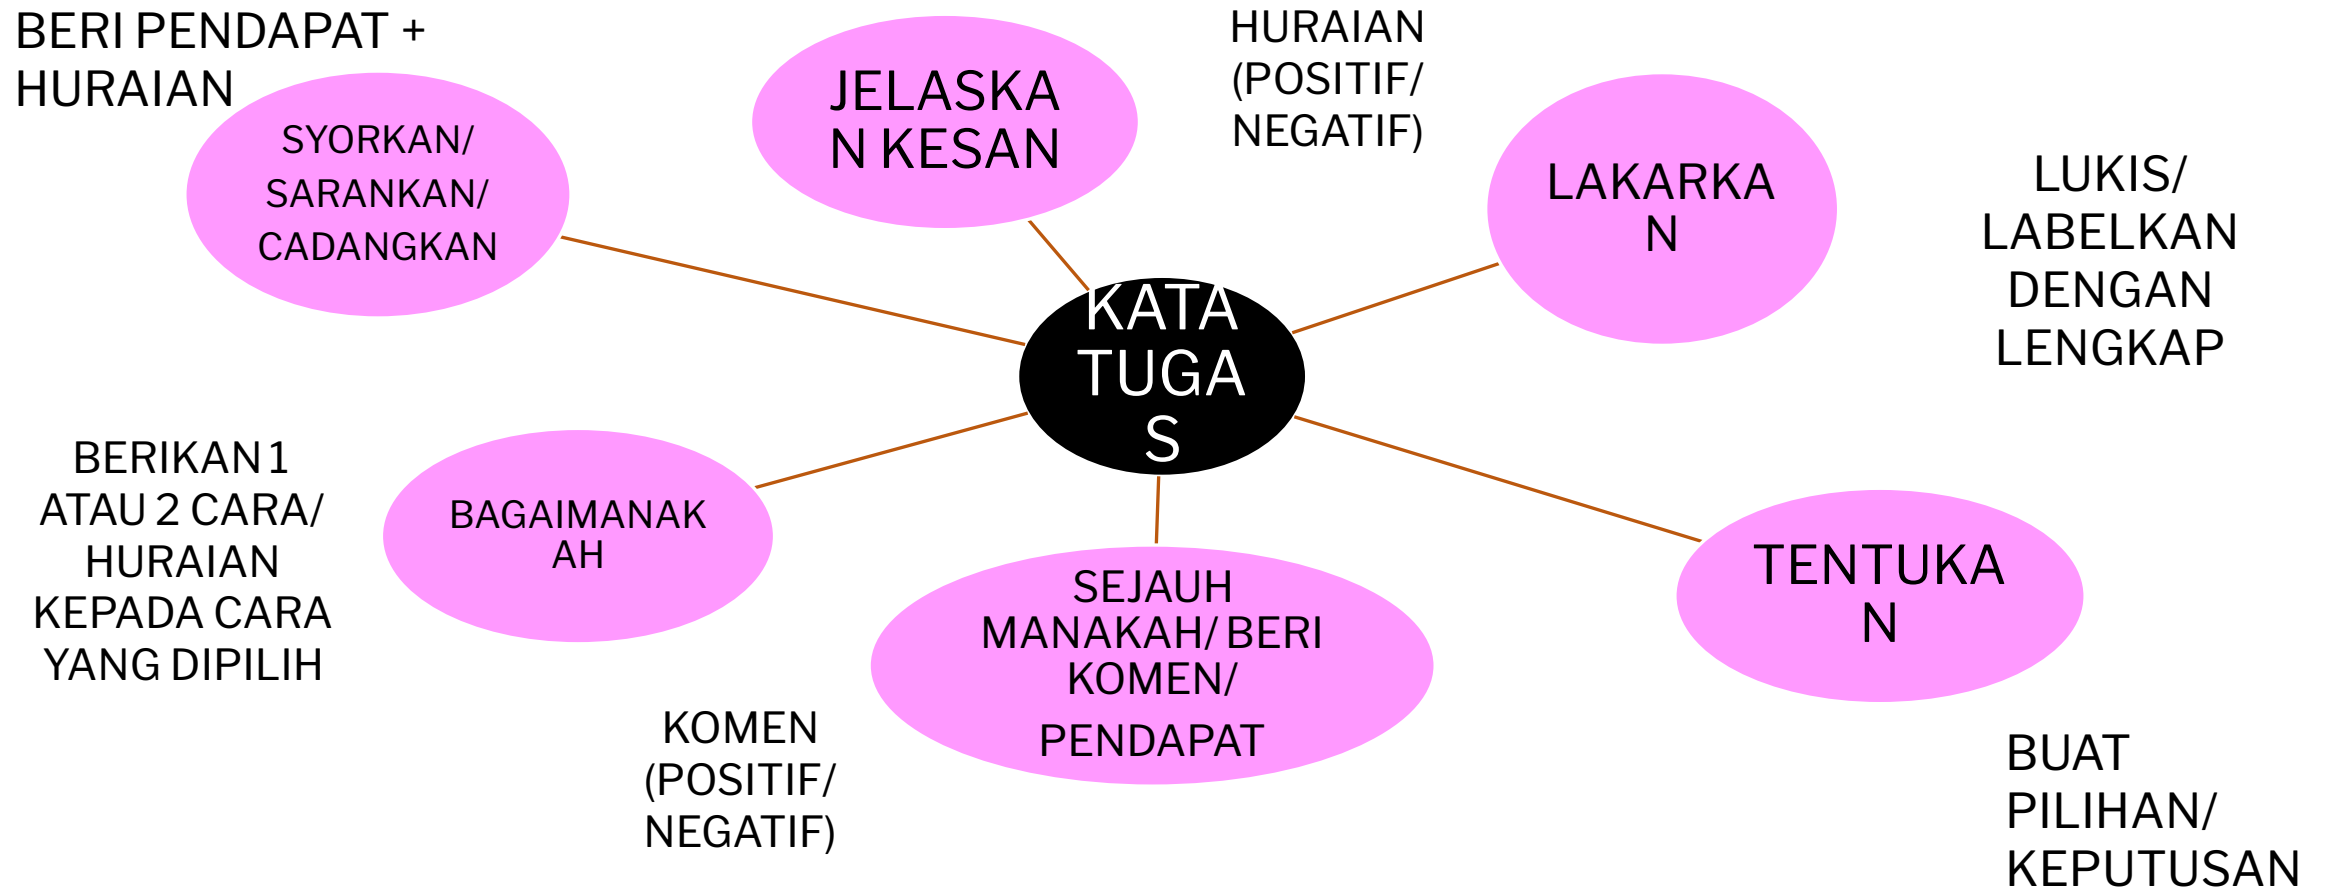 BERI PENDAPAT +
HURAIAN
SYORKAN/
SARANKAN/
CADANGKAN
JELASKA
N KESAN
HURAIAN
(POSITIF/
NEGATIF)
LAKARKA
N
LUKIS/
LABELKAN
DENGAN
LENGKAP
KATA
TUGA
S
BERIKAN 1
ATAU 2 CARA/
HURAIAN
KEPADA CARA
YANG DIPILIH
BAGAIMANAK
AH
SEJAUH
MANAKAH/ BERI
KOMEN/
PENDAPAT
KOMEN
(POSITIF/
NEGATIF)
TENTUKA
N
BUAT
PILIHAN/
KEPUTUSAN